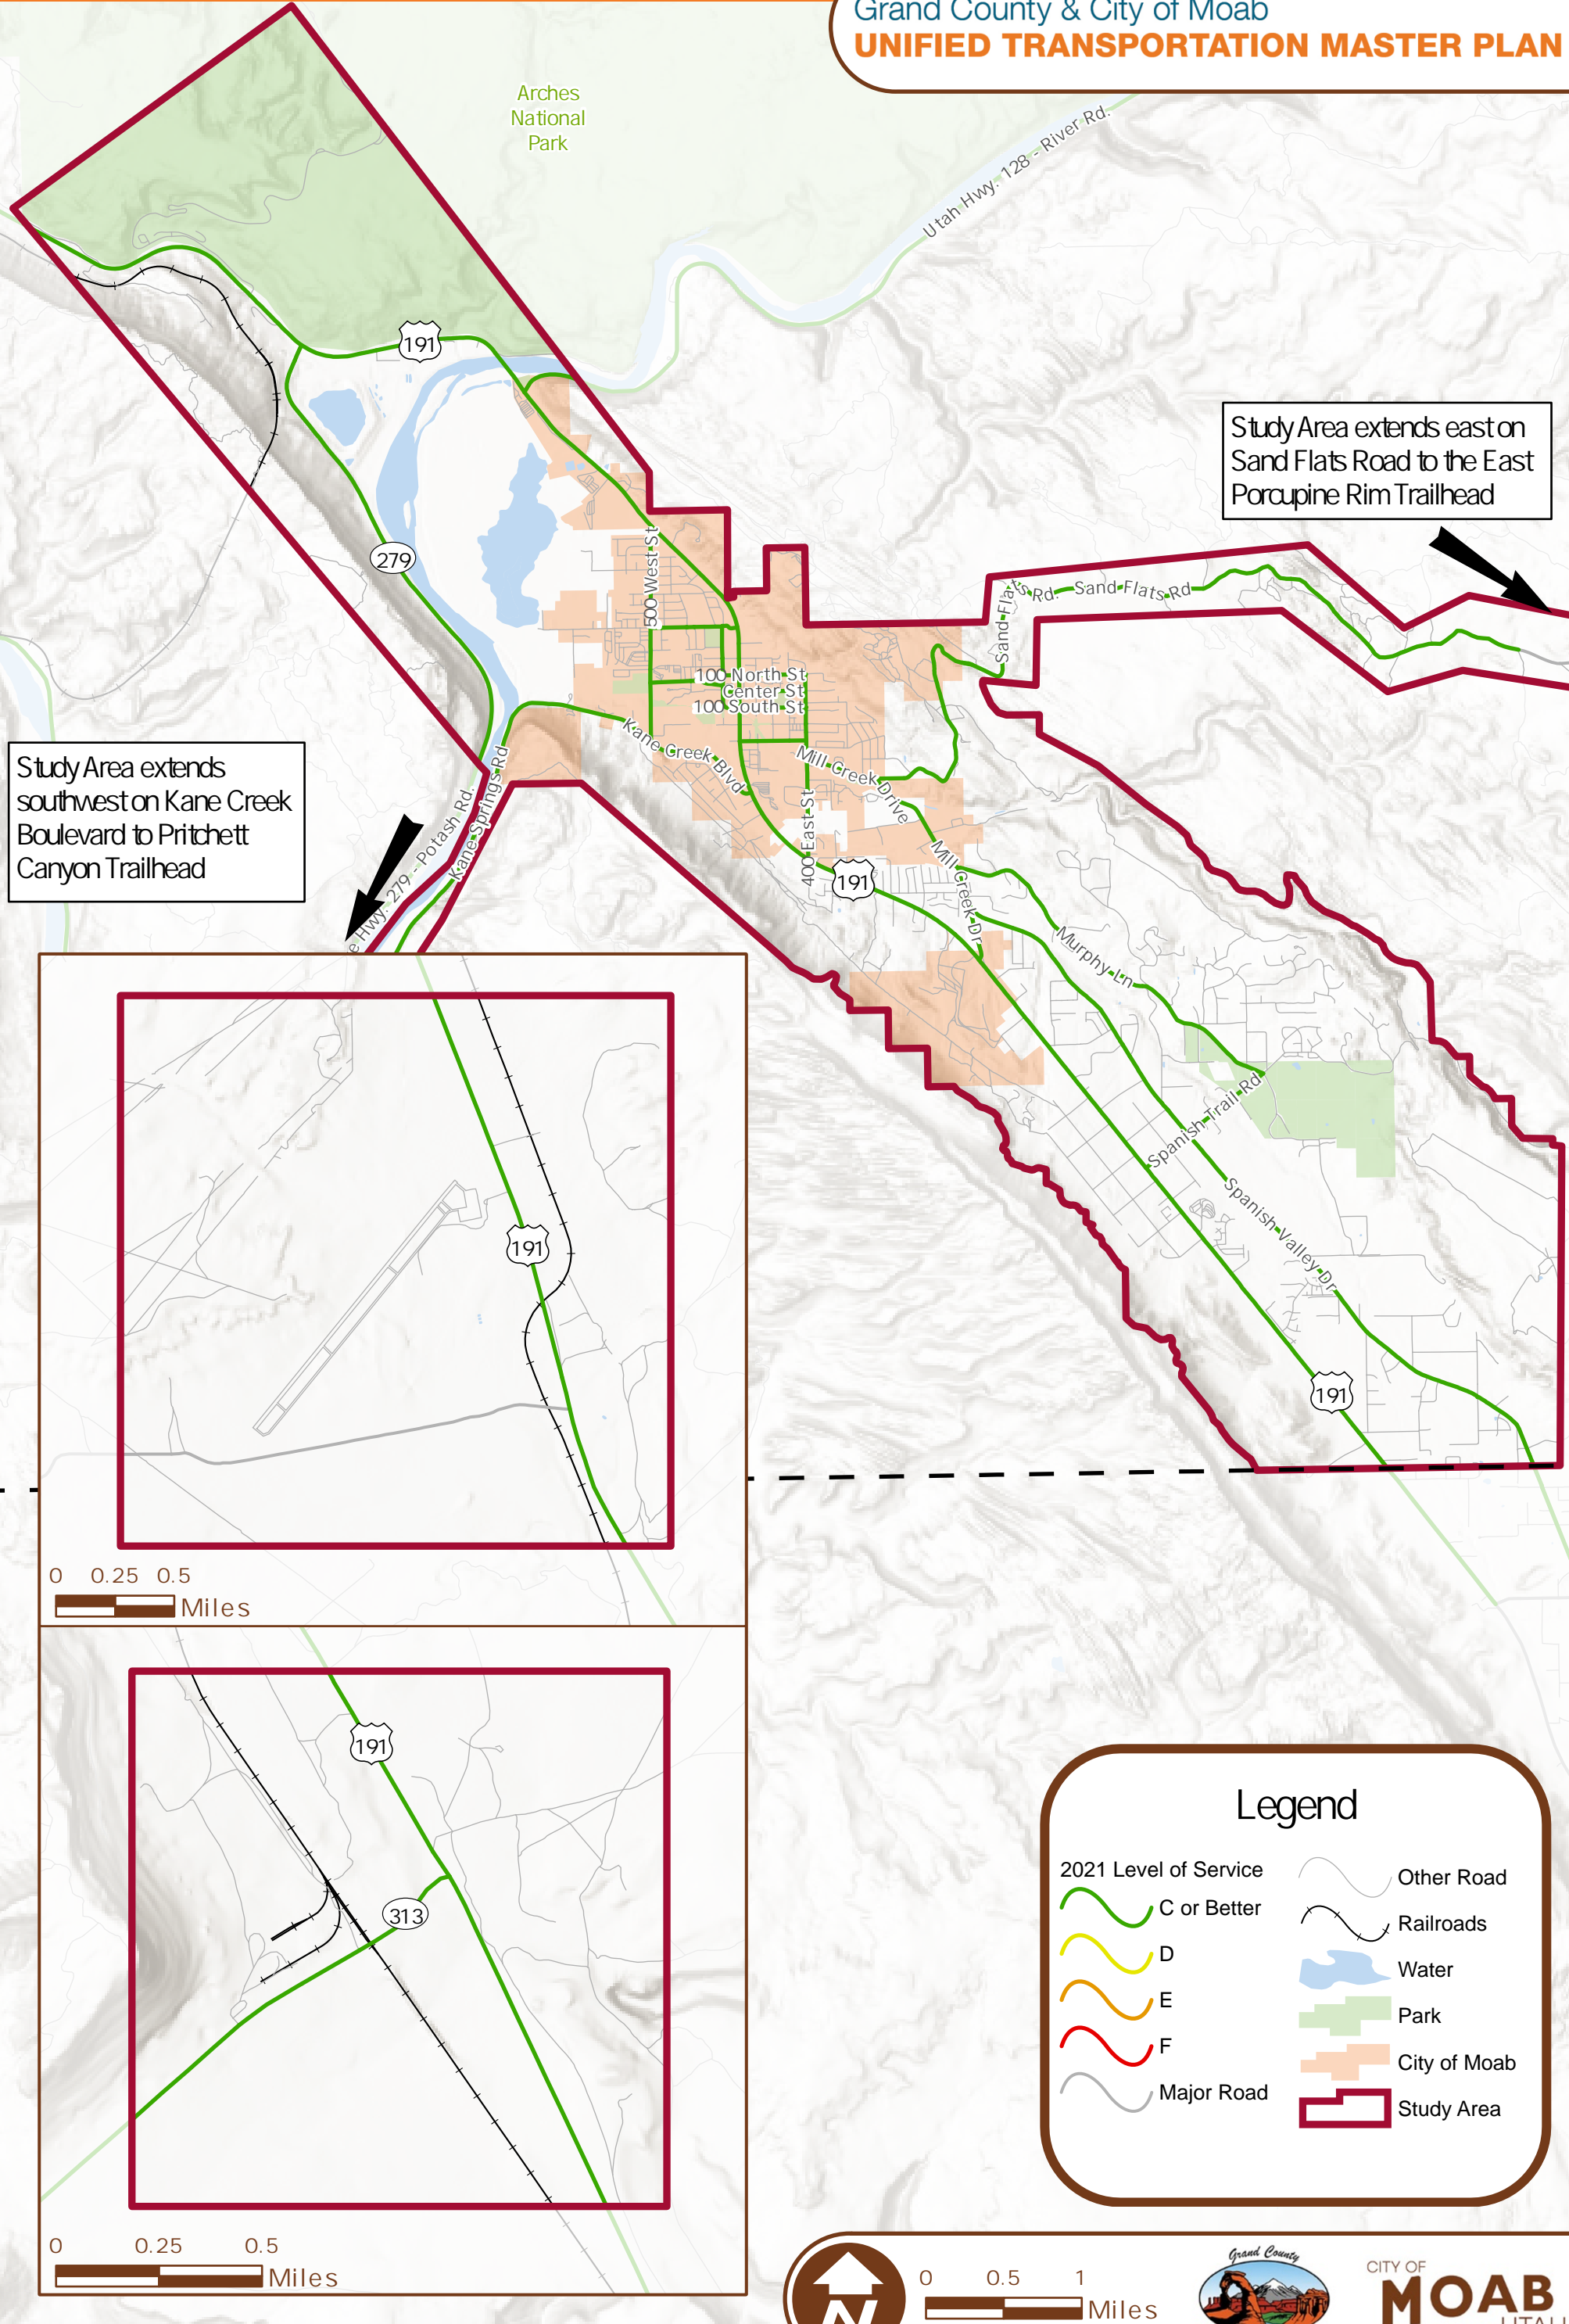 Grand County & City of Moab
UNIFIED TRANSPORTATION MASTER PLAN
Arches
National
Park
Utah Hwy. 128 - River Rd.
191
Study Area extends east on
Sand Flats Road to the East
Porcupine Rim Trailhead
279
500 West St
Sand Flats Rd.
Sand Flats Rd
100 North St
Center St
100 South St
Kane Creek Blvd
Mill Creek Drive
Study Area extends
southwest on Kane Creek
Boulevard to Pritchett
Canyon Trailhead
e Hwy. 279 - Potash Rd.
Kane Springs Rd
400 East St
191
Mill Creek Dr
Murphy Ln
Spanish Trail Rd
Spanish Valley Dr
191
191
0 0.25 0.5
Miles
191
313
0 0.25 0.5
Miles
Legend
2021 Level of Service
C or Better
D
E
F
Major Road
Other Road
Railroads
Water
Park
City of Moab
Study Area
N
0 0.5 1
Miles
Grand County
CITY OF
MOAB
UTAH